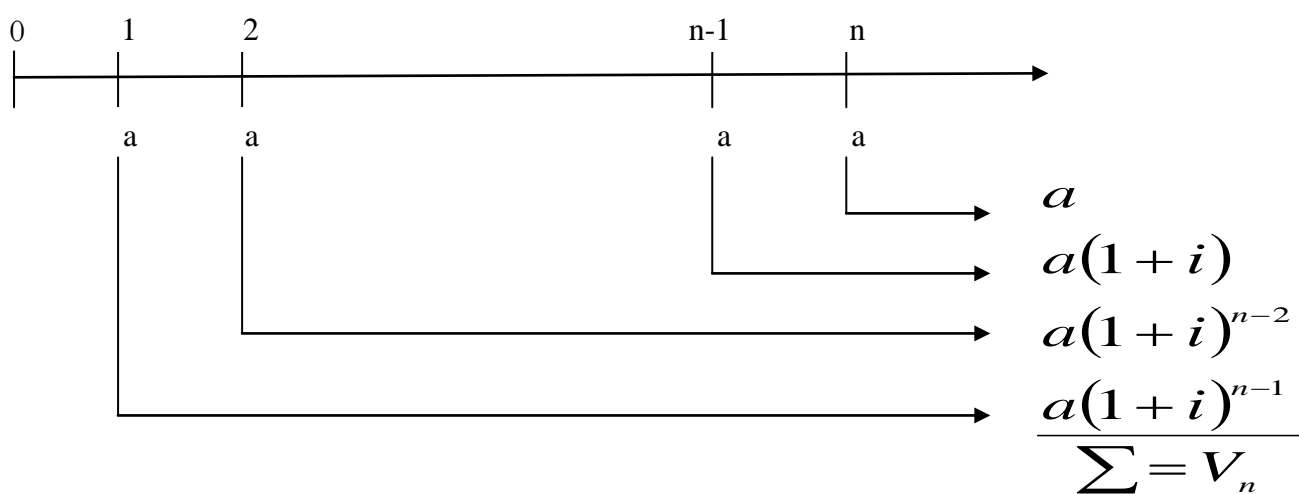 0 1 2 n-1 n
a a a a
a
a(1 + i)
a(1 + i)^{n-2}
a(1 + i)^{n-1}
∑ = V_n